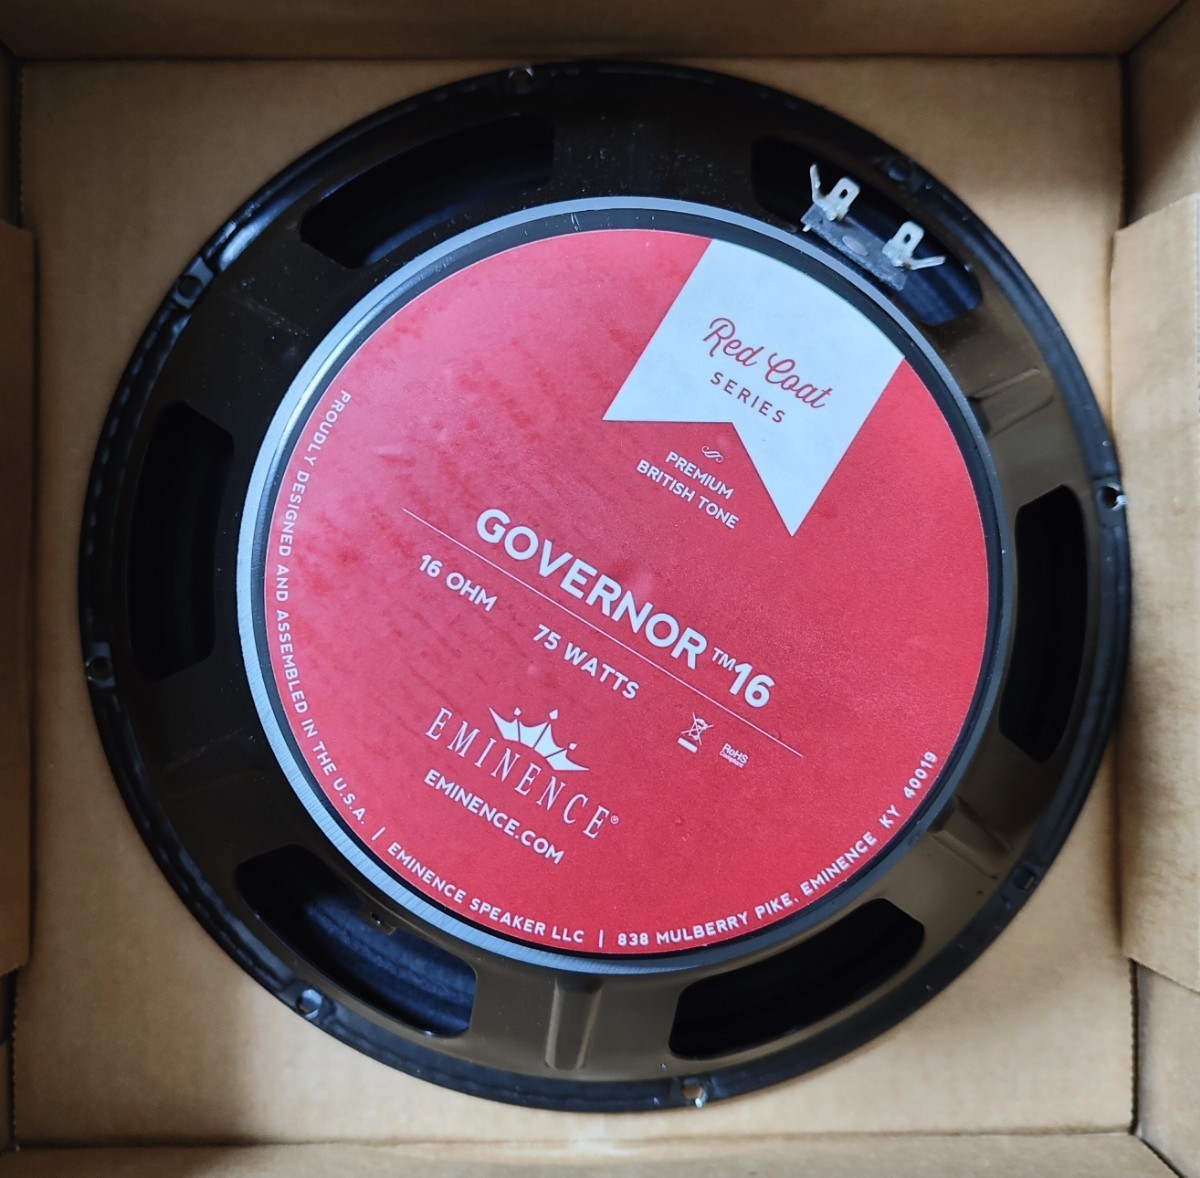 Red Coat
SERIES
PREMIUM
BRITISH TONE
GOVERNOR™16
16 OHM 75 WATTS
RoHS
Compliant
EMINENCE®
EMINENCE.COM
PROUDLY DESIGNED AND ASSEMBLED IN THE U.S.A. | EMINENCE SPEAKER LLC | 838 MULBERRY PIKE, EMINENCE KY 40019